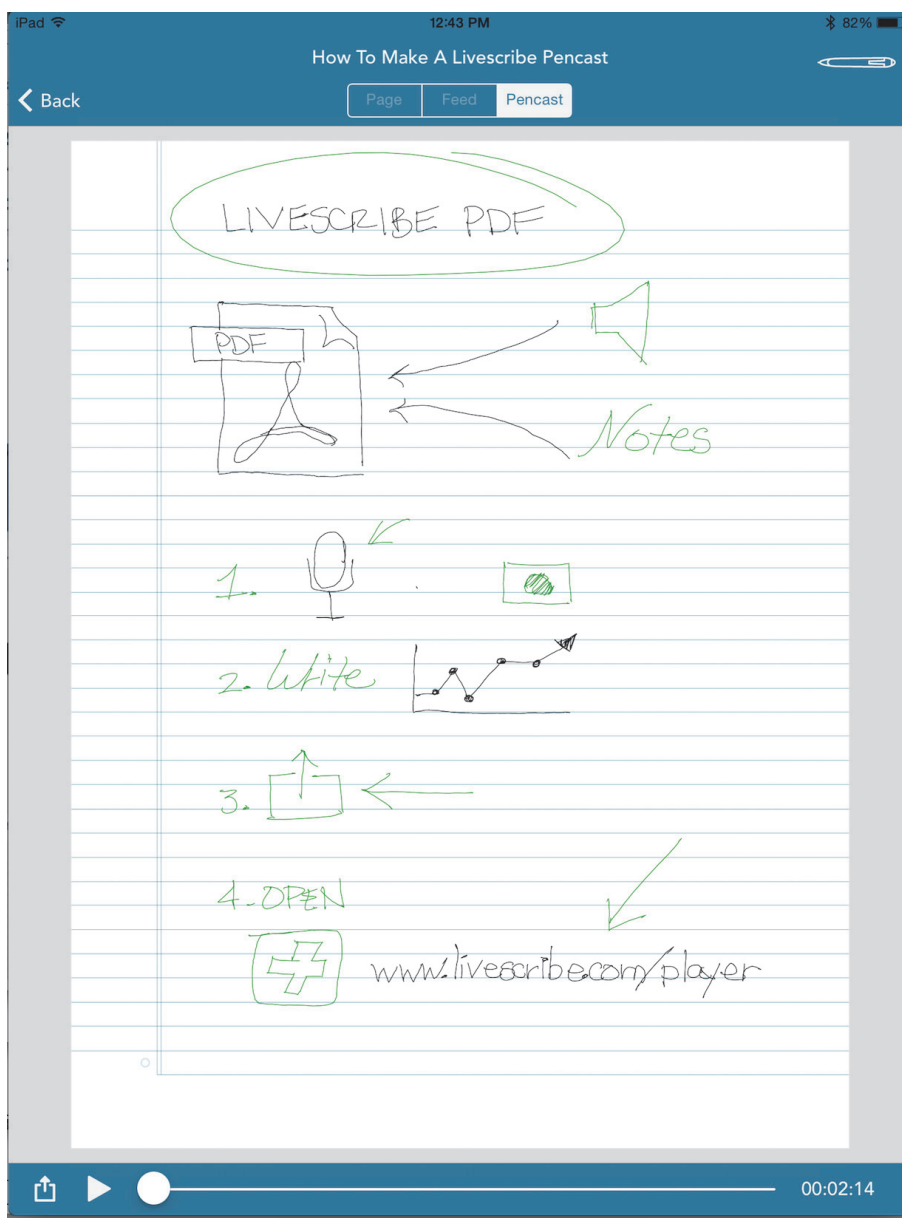 iPad 12:43 PM 82%
How To Make A Livescribe Pencast
Back Page Feed Pencast
LIVESCRIBE PDF
PDF
Notes
1.
2. Write
3.
4. OPEN
www.livescribe.com/player
00:02:14